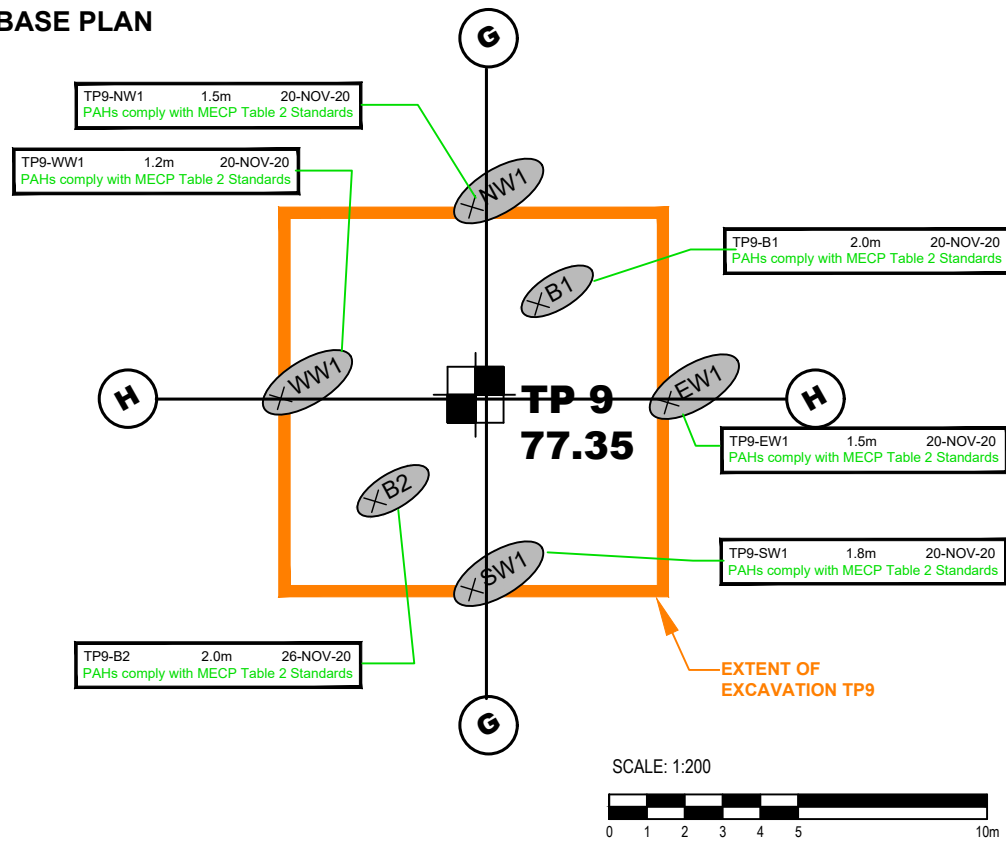 BASE PLAN
G
TP9-NW1 1.5m 20-NOV-20
PAHs comply with MECP Table 2 Standards
TP9-WW1 1.2m 20-NOV-20
PAHs comply with MECP Table 2 Standards
NW1
TP9-B1 2.0m 20-NOV-20
PAHs comply with MECP Table 2 Standards
B1
WW1
EW1
H
H
TP 9
77.35
TP9-EW1 1.5m 20-NOV-20
PAHs comply with MECP Table 2 Standards
B2
SW1
TP9-SW1 1.8m 20-NOV-20
PAHs comply with MECP Table 2 Standards
TP9-B2 2.0m 26-NOV-20
PAHs comply with MECP Table 2 Standards
EXTENT OF
EXCAVATION TP9
G
SCALE: 1:200
0 1 2 3 4 5 10m